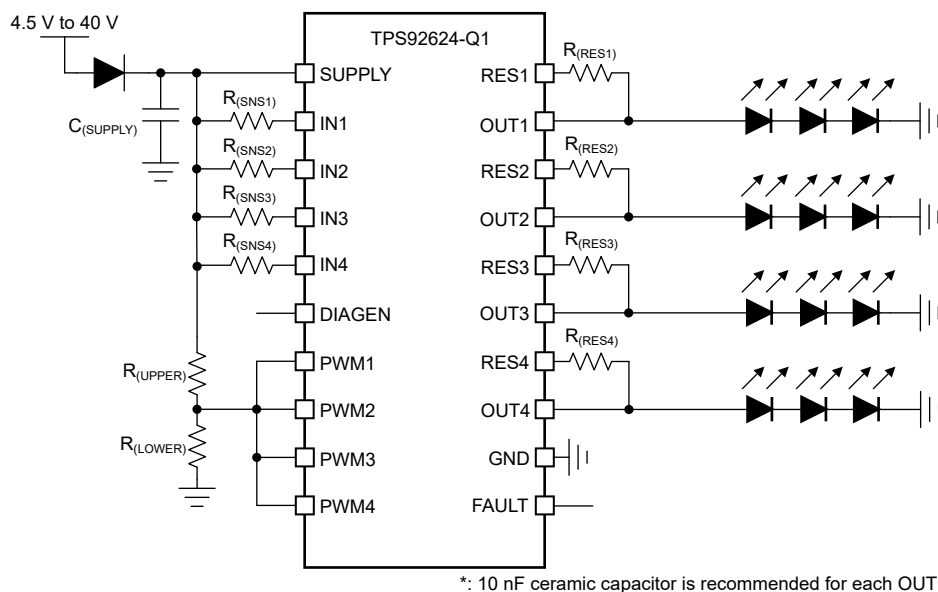 4.5 V to 40 V
TPS92624-Q1
C(SUPPLY)
R(SNS1)
R(SNS2)
R(SNS3)
R(SNS4)
R(UPPER)
R(LOWER)
SUPPLY
IN1
IN2
IN3
IN4
DIAGEN
PWM1
PWM2
PWM3
PWM4
RES1
OUT1
RES2
OUT2
RES3
OUT3
RES4
OUT4
GND
FAULT
R(RES1)
R(RES2)
R(RES3)
R(RES4)
*: 10 nF ceramic capacitor is recommended for each OUT